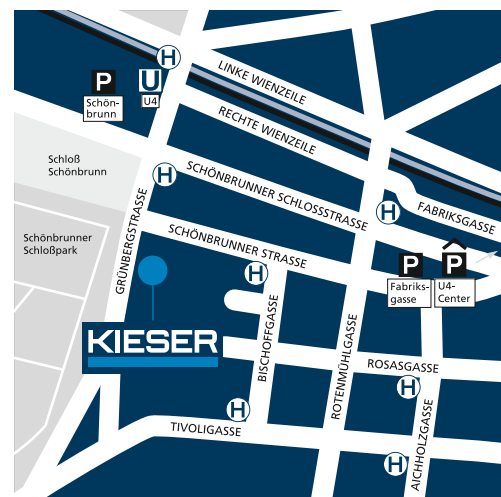 H
LINKE WIENZEILE
P
U
U4
Schön-
brunn
RECHTE WIENZEILE
Schloß
Schönbrunn
H
SCHÖNBRUNNER SCHLOSSSTRASSE
GRÜNBERGSTRASSE
H
FABRIKSGASSE
Schönbrunner
Schloßpark
SCHÖNBRUNNER STRASSE
H
P
P
Fabriks-
gasse
U4-
Center
KIESER
BISCHOFFGASSE
ROTENMÜHLGASSE
ROSASGASSE
H
H
TIVOLIGASSE
AICHHOLZGASSE
H